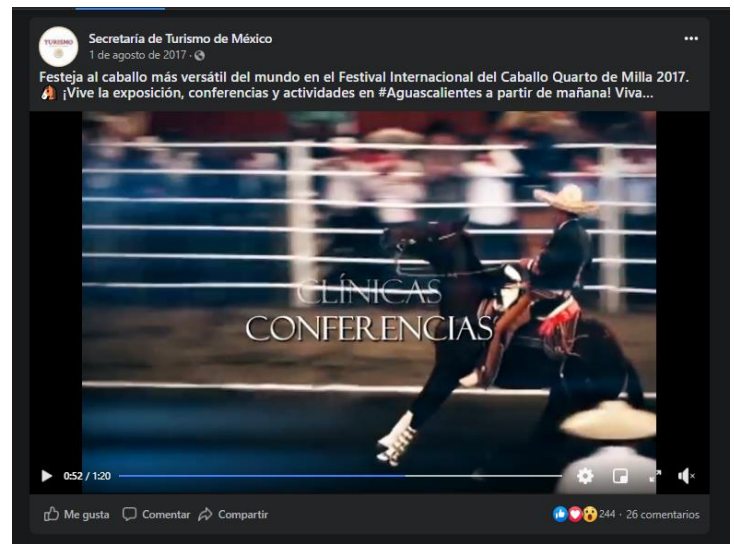 TURISMO
Secretaría de Turismo de México
1 de agosto de 2017 ·
Festeja al caballo más versátil del mundo en el Festival Internacional del Caballo Quarto de Milla 2017.
¡Vive la exposición, conferencias y actividades en #Aguascalientes a partir de mañana! Viva...
CLÍNICAS
CONFERENCIAS
0:52 / 1:20
Me gusta Comentar Compartir 244 · 26 comentarios